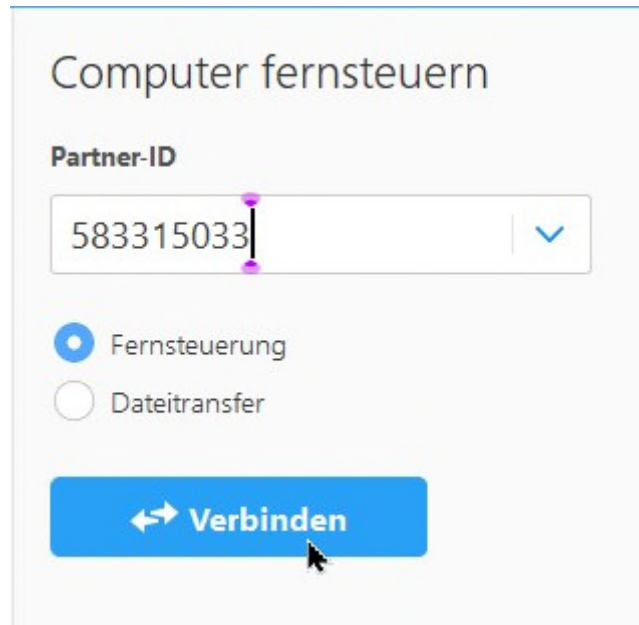 Computer fernsteuern
Partner-ID
583315033
Fernsteuerung
Dateitransfer
Verbinden